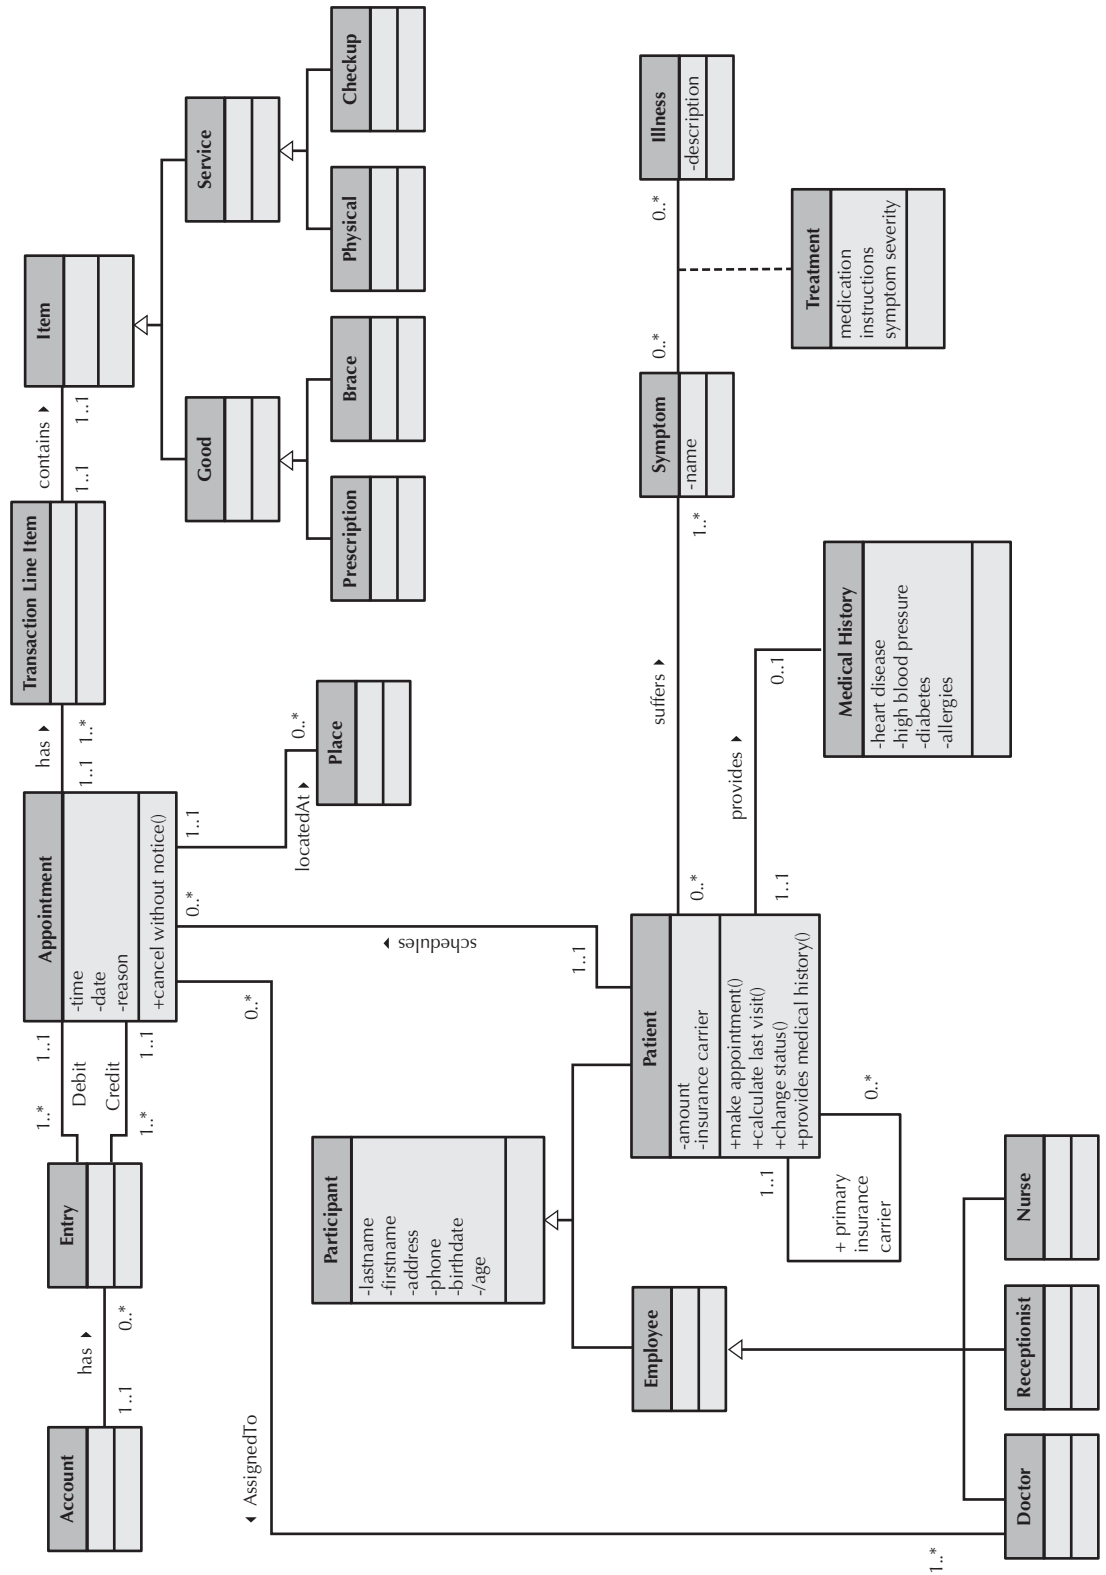 Account
has ▸
1..1
0..*
Entry
1..*
1..1
Debit
Credit
1..*
1..1
Appointment
-time
-date
-reason
+cancel without notice()
has ▸
1..1
1..*
Transaction Line Item
contains ▸
1..1
1..1
Item
Good
Service
Prescription
Brace
Physical
Checkup
1..1
locatedAt ▸
0..*
Place
0..*
schedules ▸
1..1
0..*
◂ AssignedTo
1..*
Participant
-lastname
-firstname
-address
-phone
-birthdate
-/age
Employee
Doctor
Receptionist
Nurse
Patient
-amount
-insurance carrier
+make appointment()
+calculate last visit()
+change status()
+provides medical history()
1..1
0..*
+ primary
insurance
carrier
0..*
suffers ▸
1..*
1..1
provides ▸
0..1
Medical History
-heart disease
-high blood pressure
-diabetes
-allergies
Symptom
-name
0..*
0..*
Illness
-description
Treatment
medication
instructions
symptom severity